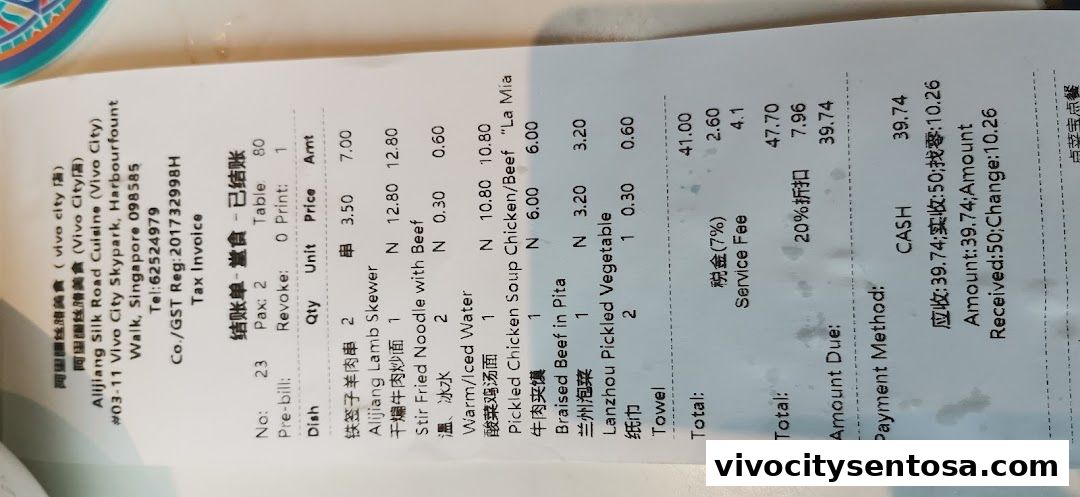 阿里疆丝绸美食 ( vivo city 店)
阿里疆丝绸美食 (Vivo City店)
AliJiang Silk Road Cuisine (Vivo City)
#03-11 Vivo City Skypark, Harbourfount
Walk, Singapore 098585
Tel:62524979
Co./GST Reg:201732998H
Tax Invoice
结账单 堂食 - 已结账
No: 23 Pax: 2 Table: 80
Pre-bill: Revoke: 0 Print: 1
Dish Qty Unit Price Amt
铁签子羊肉串 2 串 3.50 7.00
AliJiang Lamb Skewer
干煸牛肉炒面 1 N 12.80 12.80
Stir Fried Noodle with Beef
温、冰水 2 N 0.30 0.60
Warm/Iced Water
酸菜鸡汤面 1 N 10.80 10.80
Pickled Chicken Soup Chicken/Beef "La Mia
牛肉夹馍 1 N 6.00 6.00
Braised Beef in Pita
兰州泡菜 1 N 3.20 3.20
Lanzhou Pickled Vegetable
纸巾 2 1 0.30 0.60
Towel
Total: 41.00
税金(7%) 2.60
Service Fee 4.1
Total: 47.70
20%折扣 7.96
Amount Due: 39.74
Payment Method:
CASH 39.74
应收:39.74;实收:50;找零:10.26
Amount:39.74;Amount
Received:50;Change:10.26
点菜宝点餐
vivocitysentosa.com